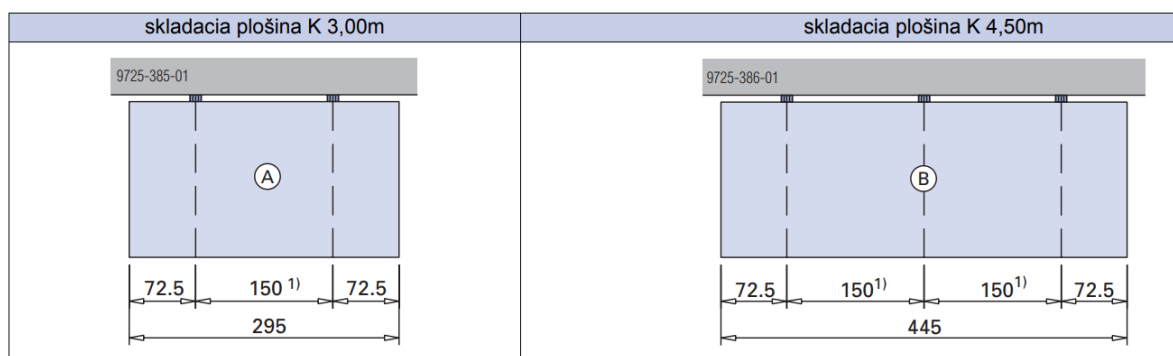 skladacia plošina K 3,00m
skladacia plošina K 4,50m
9725-385-01
A
72.5 150 1) 72.5
295
9725-386-01
B
72.5 150 1) 150 1) 72.5
445